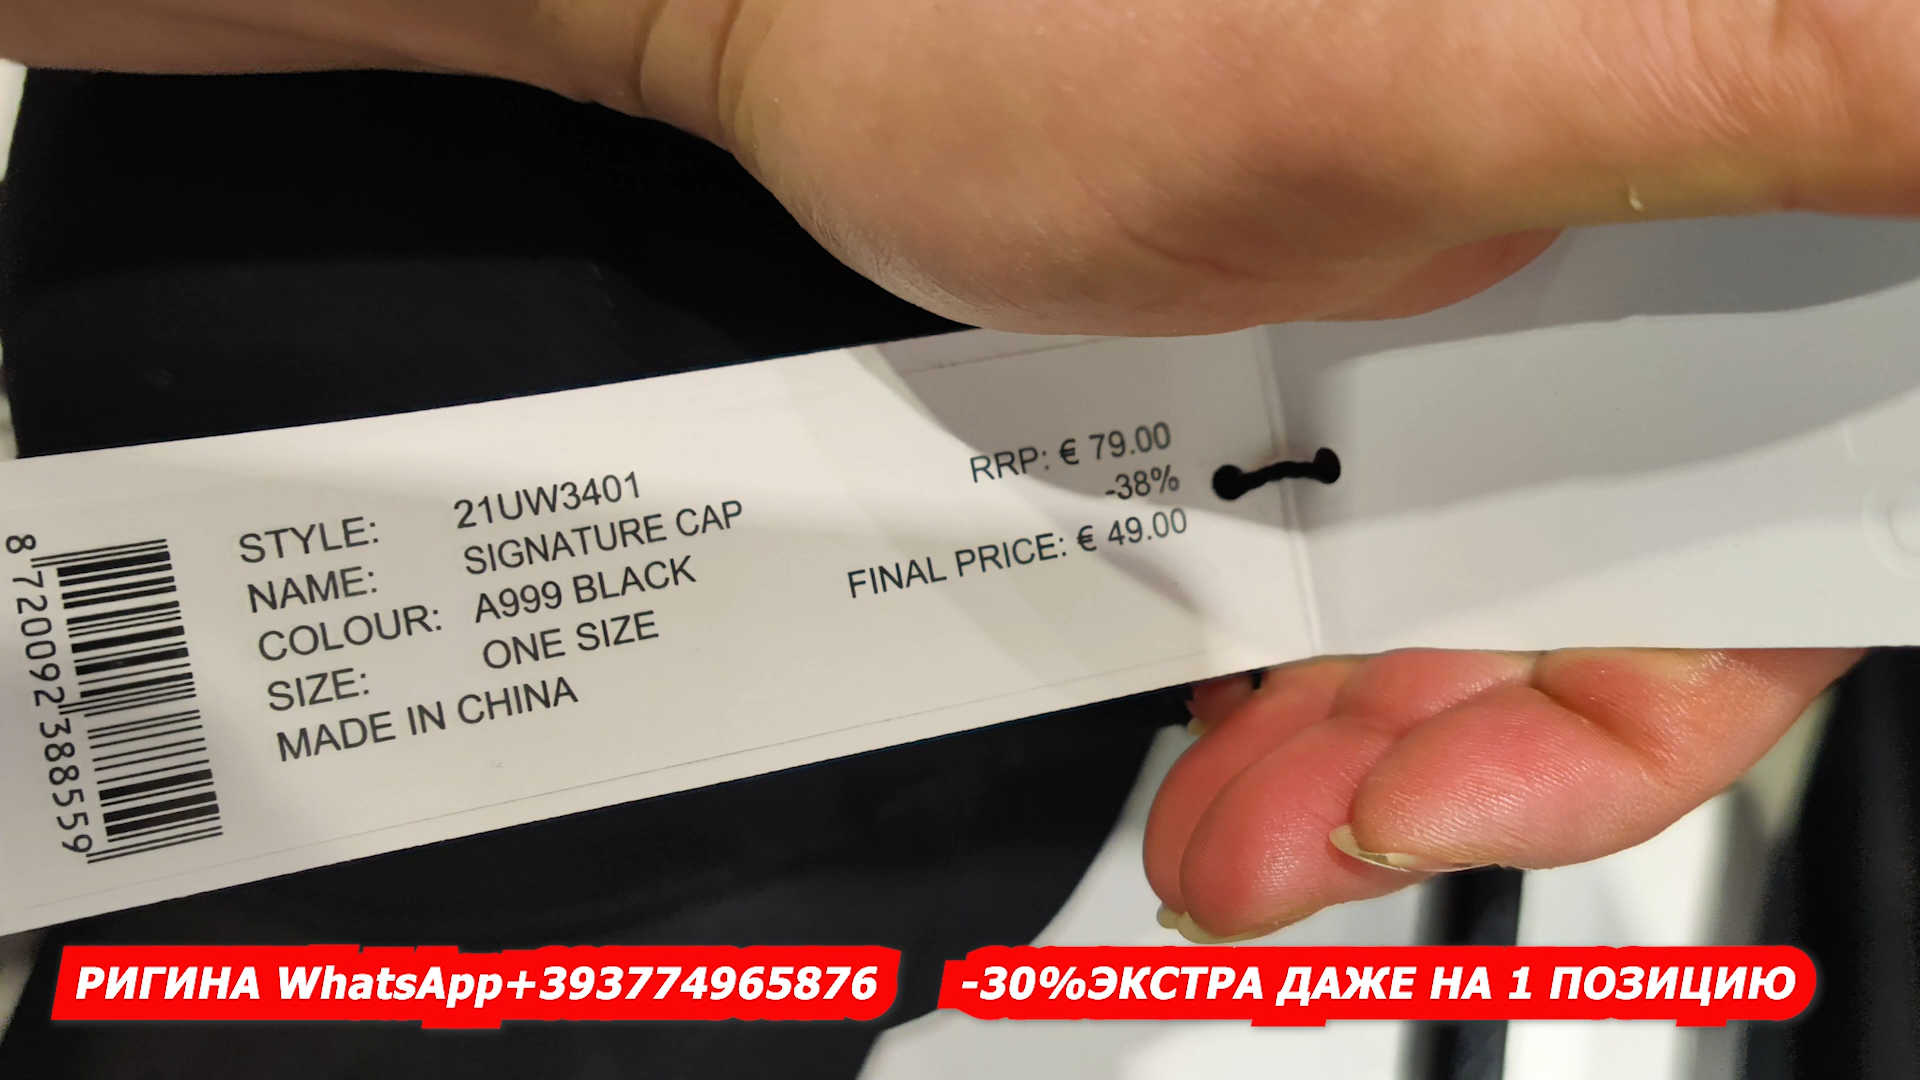 8720092388559
STYLE: 21UW3401
NAME: SIGNATURE CAP
COLOUR: A999 BLACK
SIZE: ONE SIZE
MADE IN CHINA
RRP: € 79.00
-38%
FINAL PRICE: € 49.00
РИГИНА WhatsApp+393774965876
-30%ЭКСТРА ДАЖЕ НА 1 ПОЗИЦИЮ